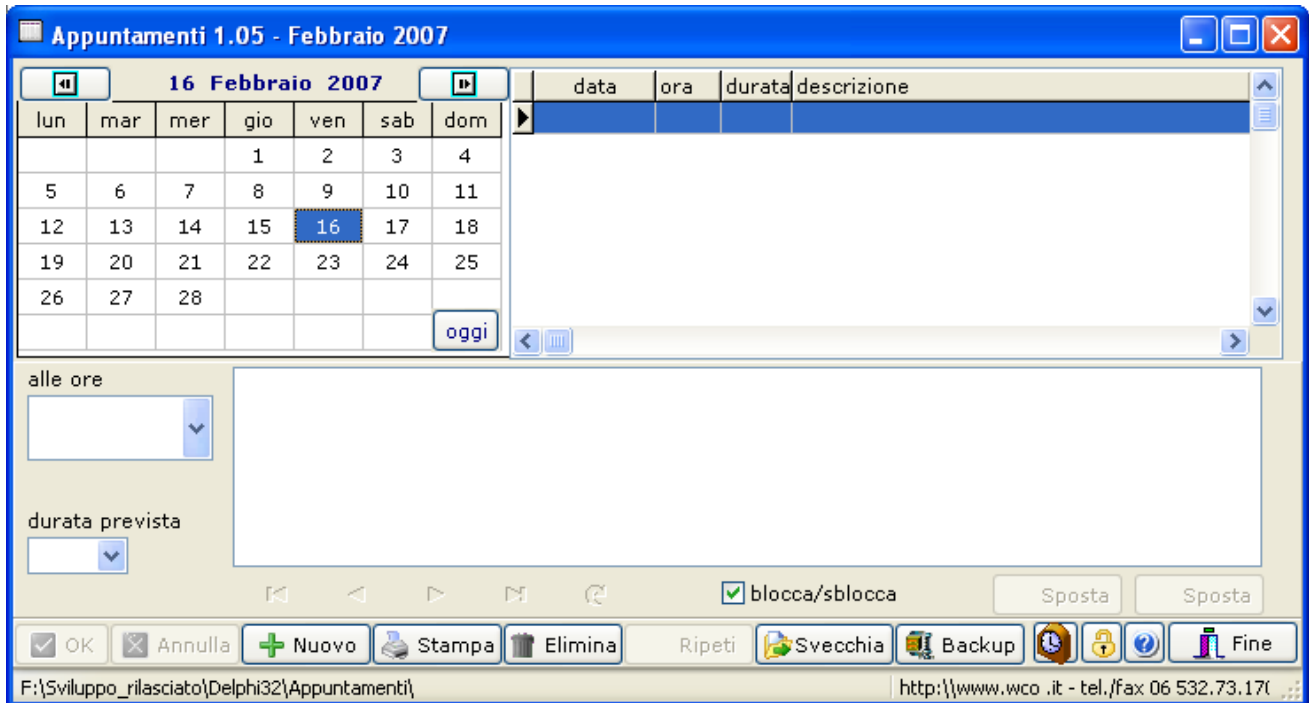 Appuntamenti 1.05 - Febbraio 2007
16 Febbraio 2007
lun mar mer gio ven sab dom
1 2 3 4
5 6 7 8 9 10 11
12 13 14 15 16 17 18
19 20 21 22 23 24 25
26 27 28
oggi
data ora durata descrizione
alle ore
durata prevista
blocca/sblocca Sposta Sposta
OK Annulla Nuovo Stampa Elimina Ripeti Svecchia Backup Fine
F:\Sviluppo_rilasciato\Delphi32\Appuntamenti\ http:\\www.wco .it - tel./fax 06 532.73.17(